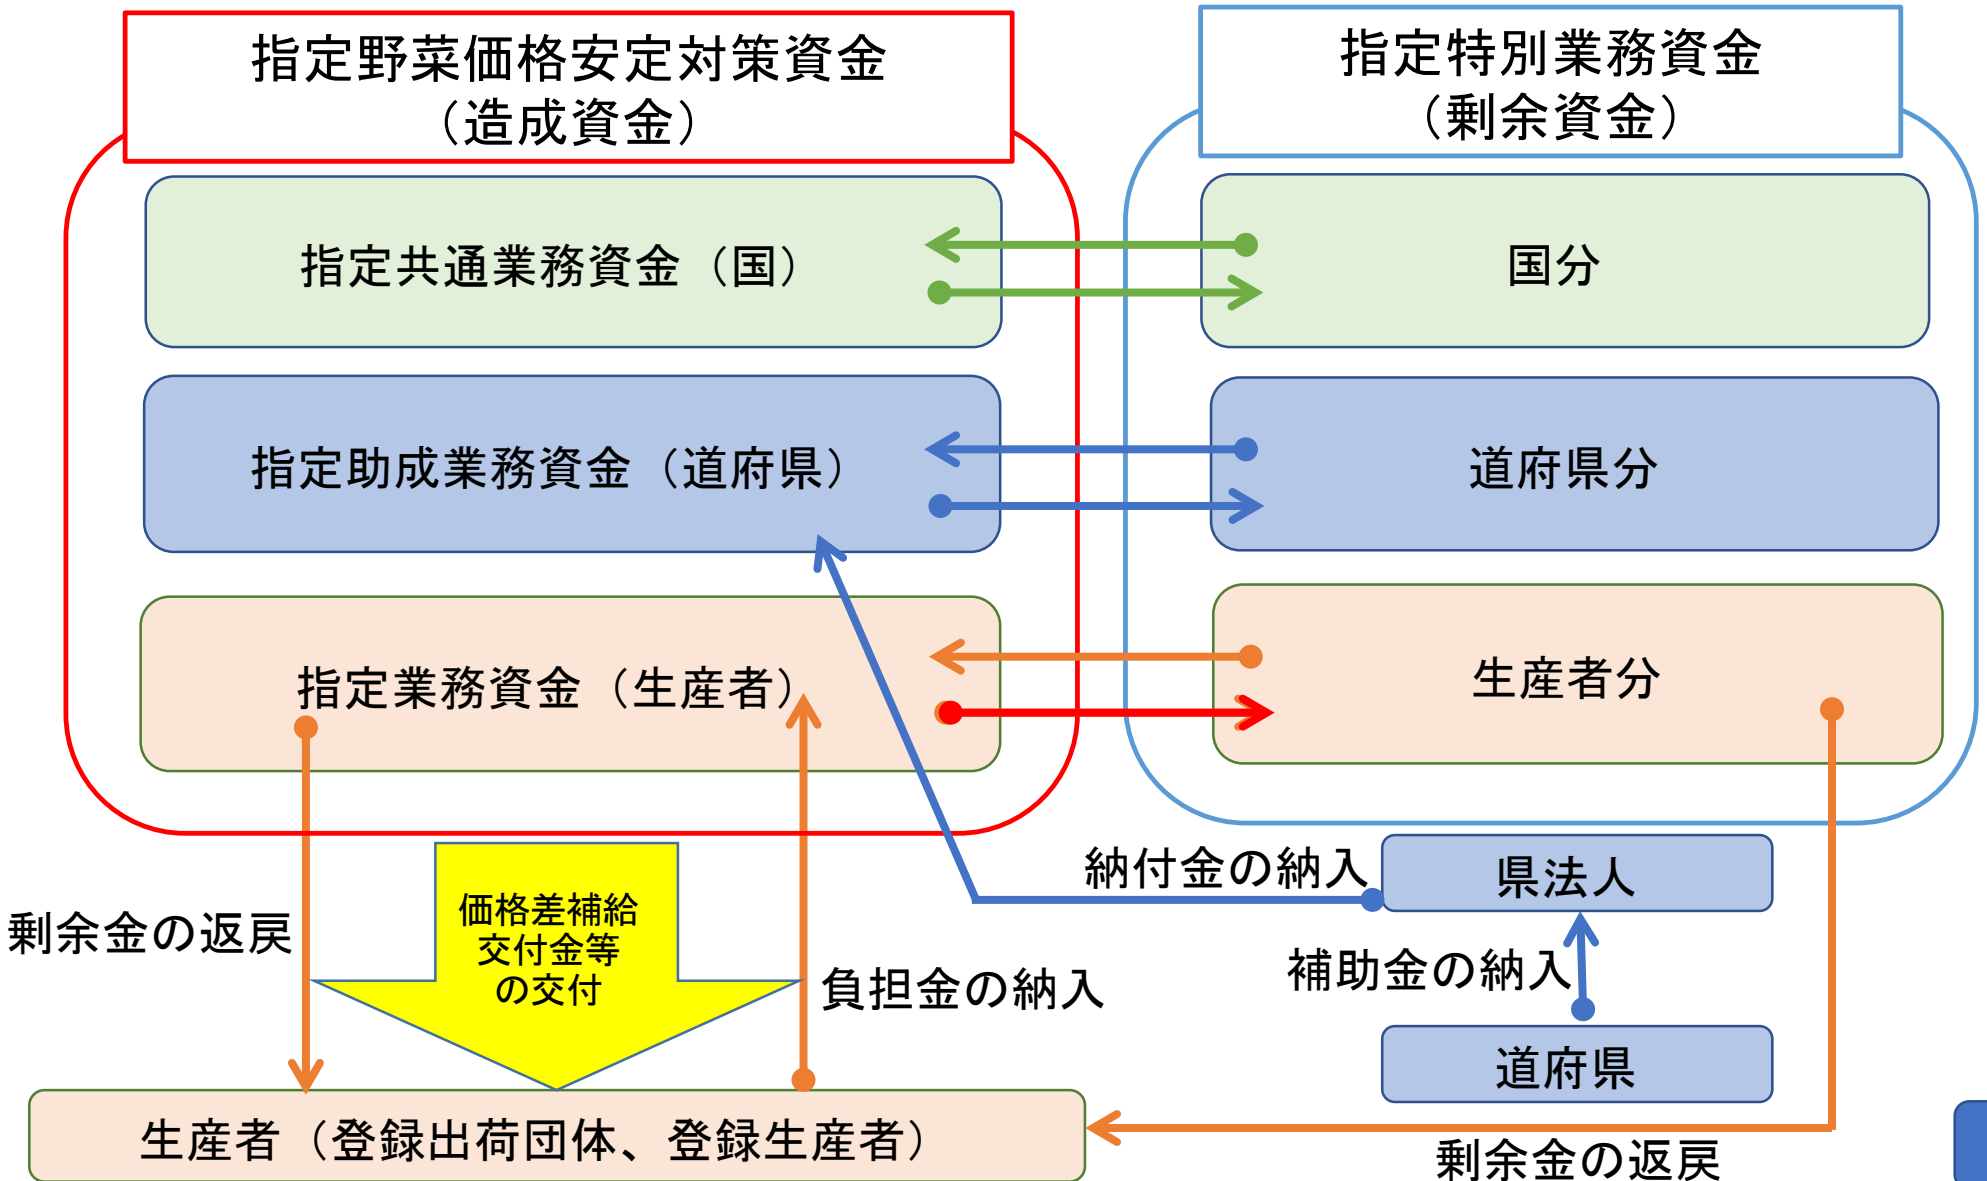 指定野菜価格安定対策資金
（造成資金）
指定特別業務資金
（剰余資金）
指定共通業務資金（国）
国分
指定助成業務資金（道府県）
道府県分
指定業務資金（生産者）
生産者分
納付金の納入
県法人
価格差補給
交付金等
の交付
剰余金の返戻
負担金の納入
補助金の納入
道府県
生産者（登録出荷団体、登録生産者）
剰余金の返戻